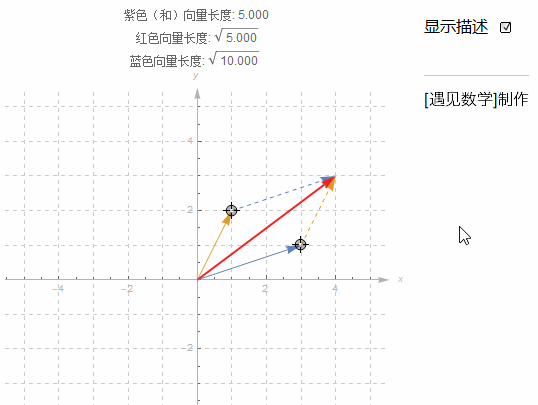 紫色（和）向量长度: 5.000
红色向量长度: √5.000
蓝色向量长度: √10.000
显示描述
[遇见数学]制作
y
4
2
-4
-2
2
4
x
-2